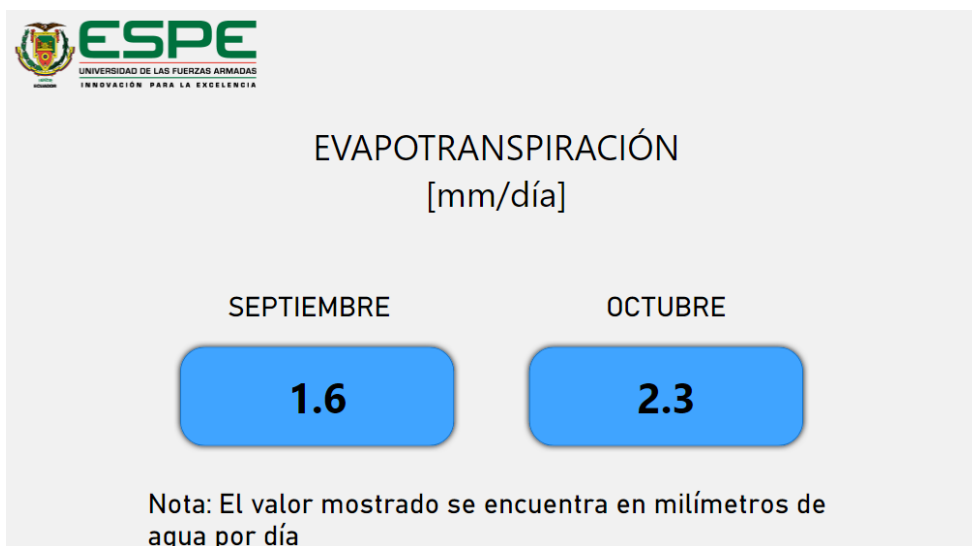 ESPE
UNIVERSIDAD DE LAS FUERZAS ARMADAS
INNOVACIÓN PARA LA EXCELENCIA
EVAPOTRANSPIRACIÓN
[mm/día]
SEPTIEMBRE
OCTUBRE
1.6
2.3
Nota: El valor mostrado se encuentra en milímetros de
agua por día